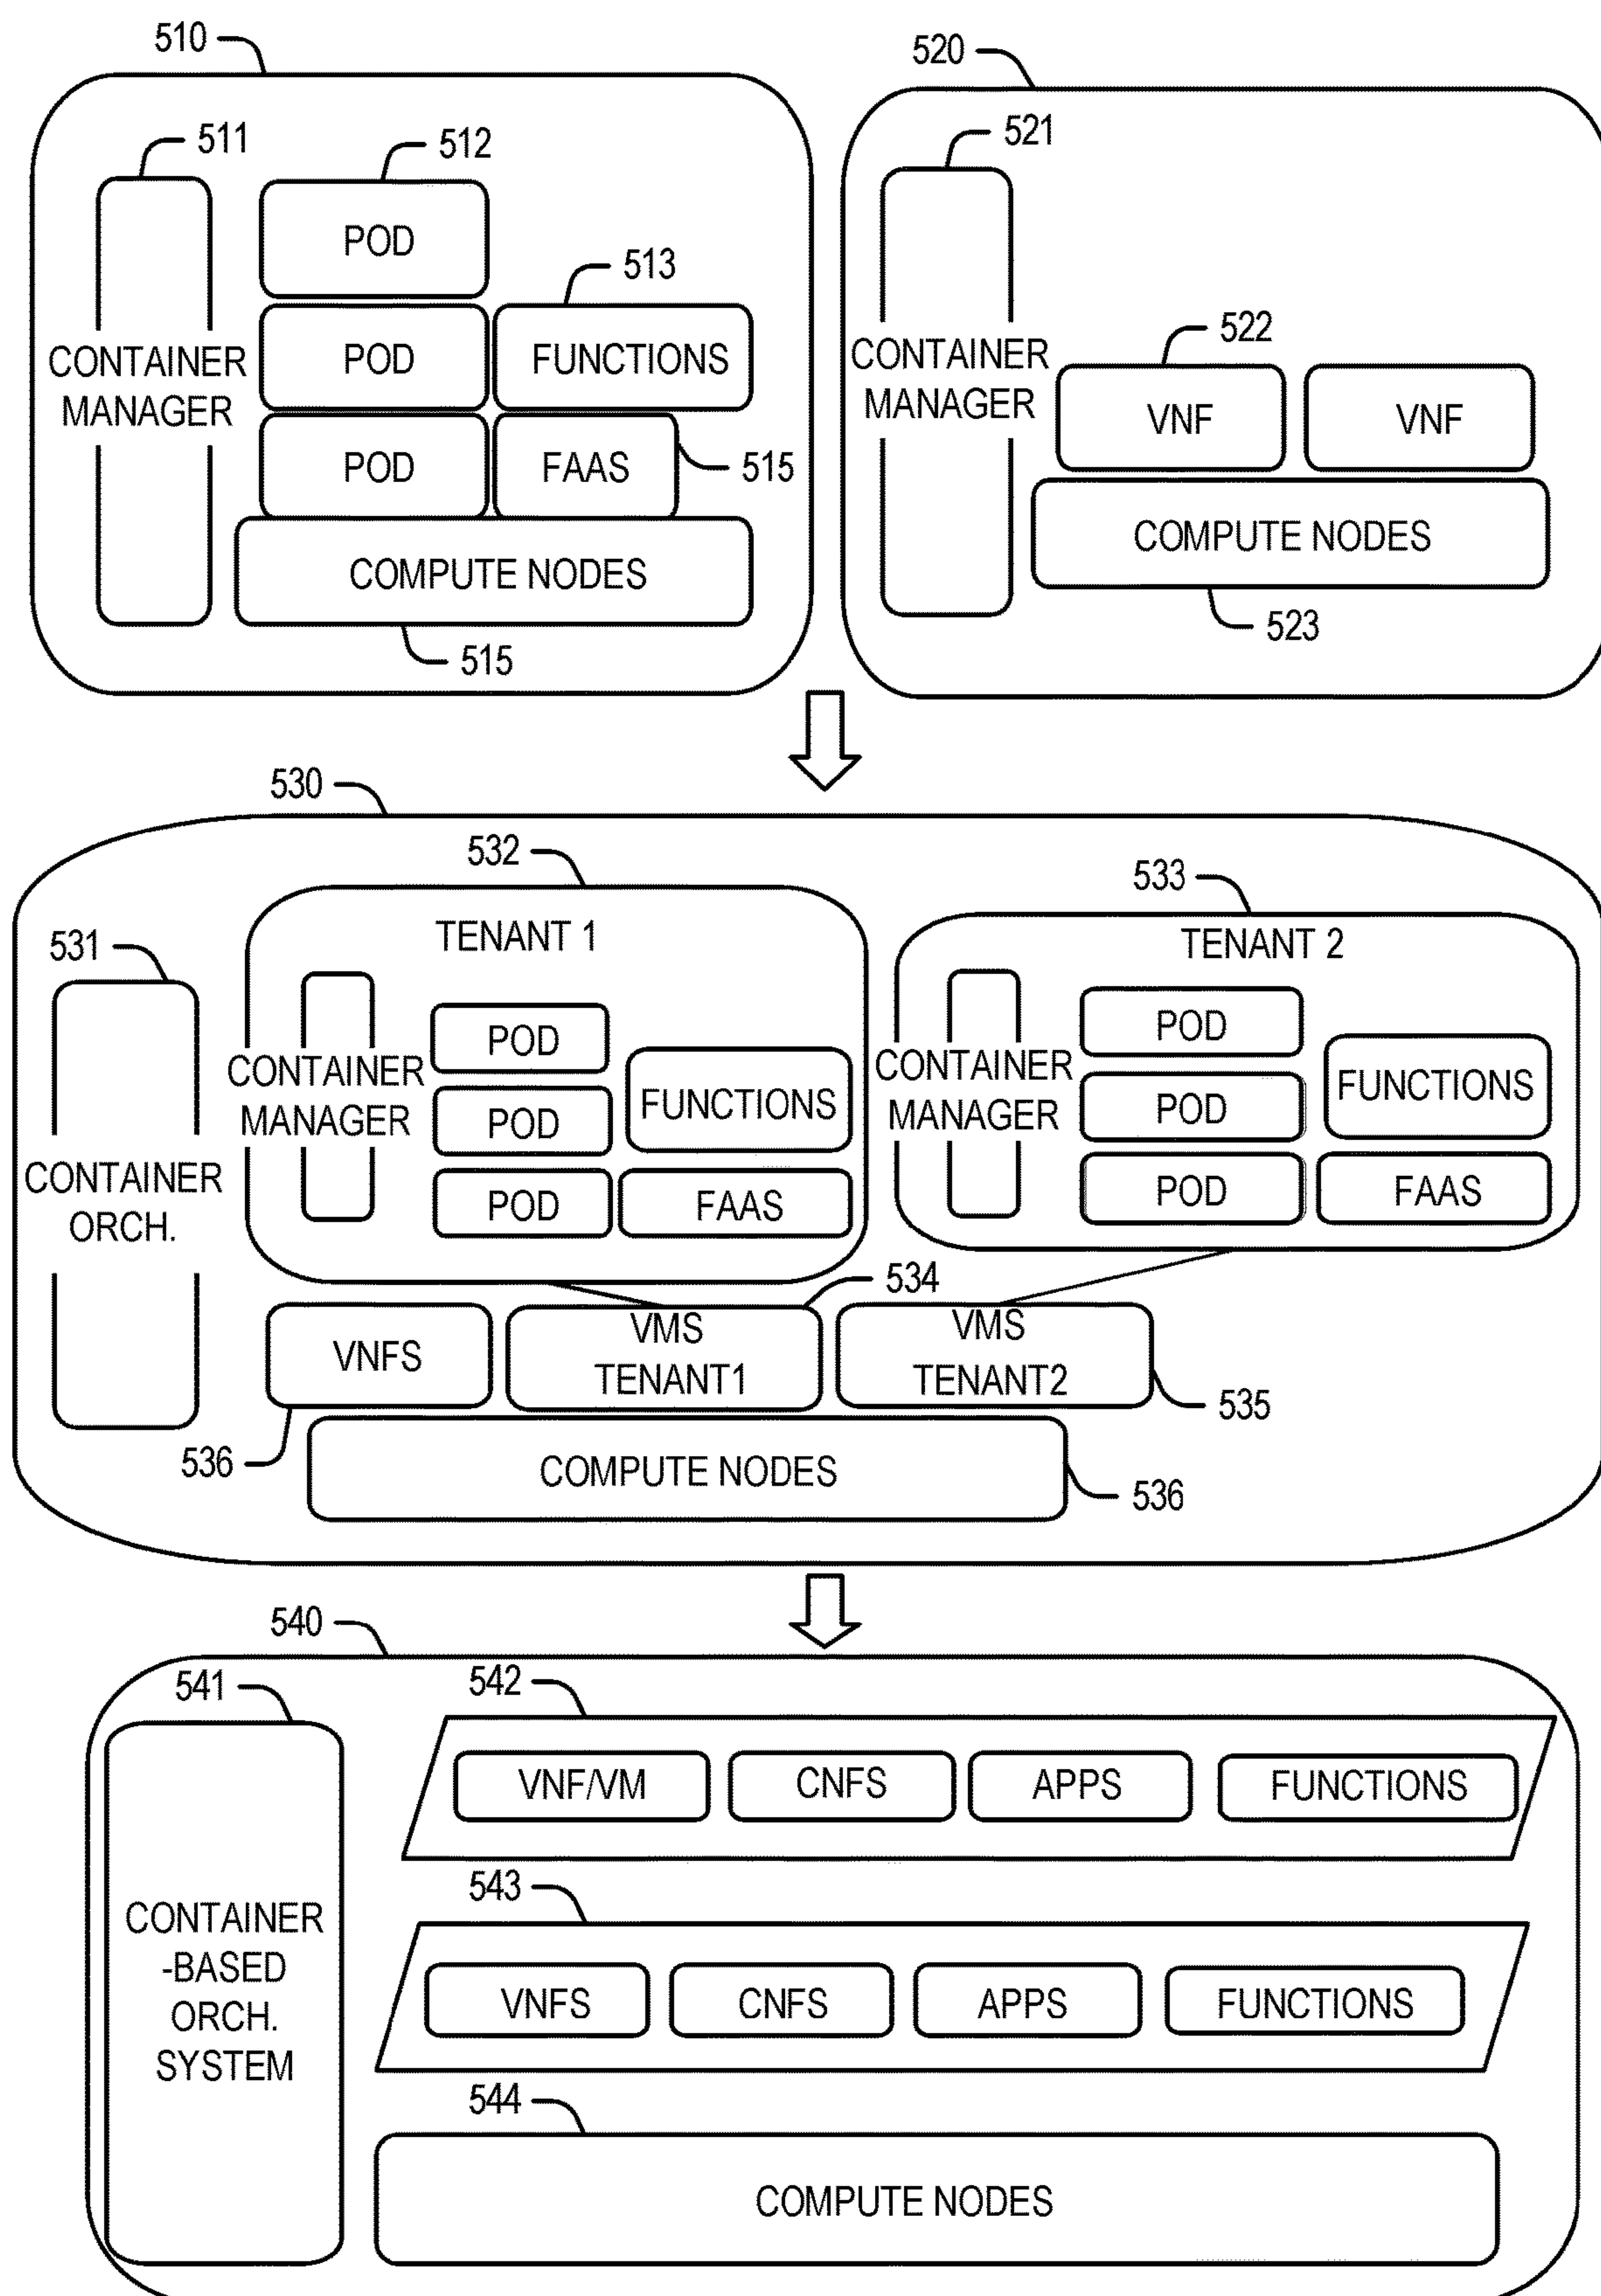 510
520
511
512
521
POD
513
522
CONTAINER
MANAGER
POD
FUNCTIONS
CONTAINER
MANAGER
VNF
VNF
POD
FAAS
515
COMPUTE NODES
COMPUTE NODES
515
523
530
532
533
531
TENANT 1
TENANT 2
POD
POD
CONTAINER
MANAGER
FUNCTIONS
CONTAINER
MANAGER
FUNCTIONS
POD
POD
CONTAINER
ORCH.
POD
FAAS
POD
FAAS
534
VNFS
VMS
TENANT1
VMS
TENANT2
535
536
COMPUTE NODES
536
540
541
542
VNF/VM
CNFS
APPS
FUNCTIONS
543
CONTAINER
-BASED
ORCH.
SYSTEM
VNFS
CNFS
APPS
FUNCTIONS
544
COMPUTE NODES